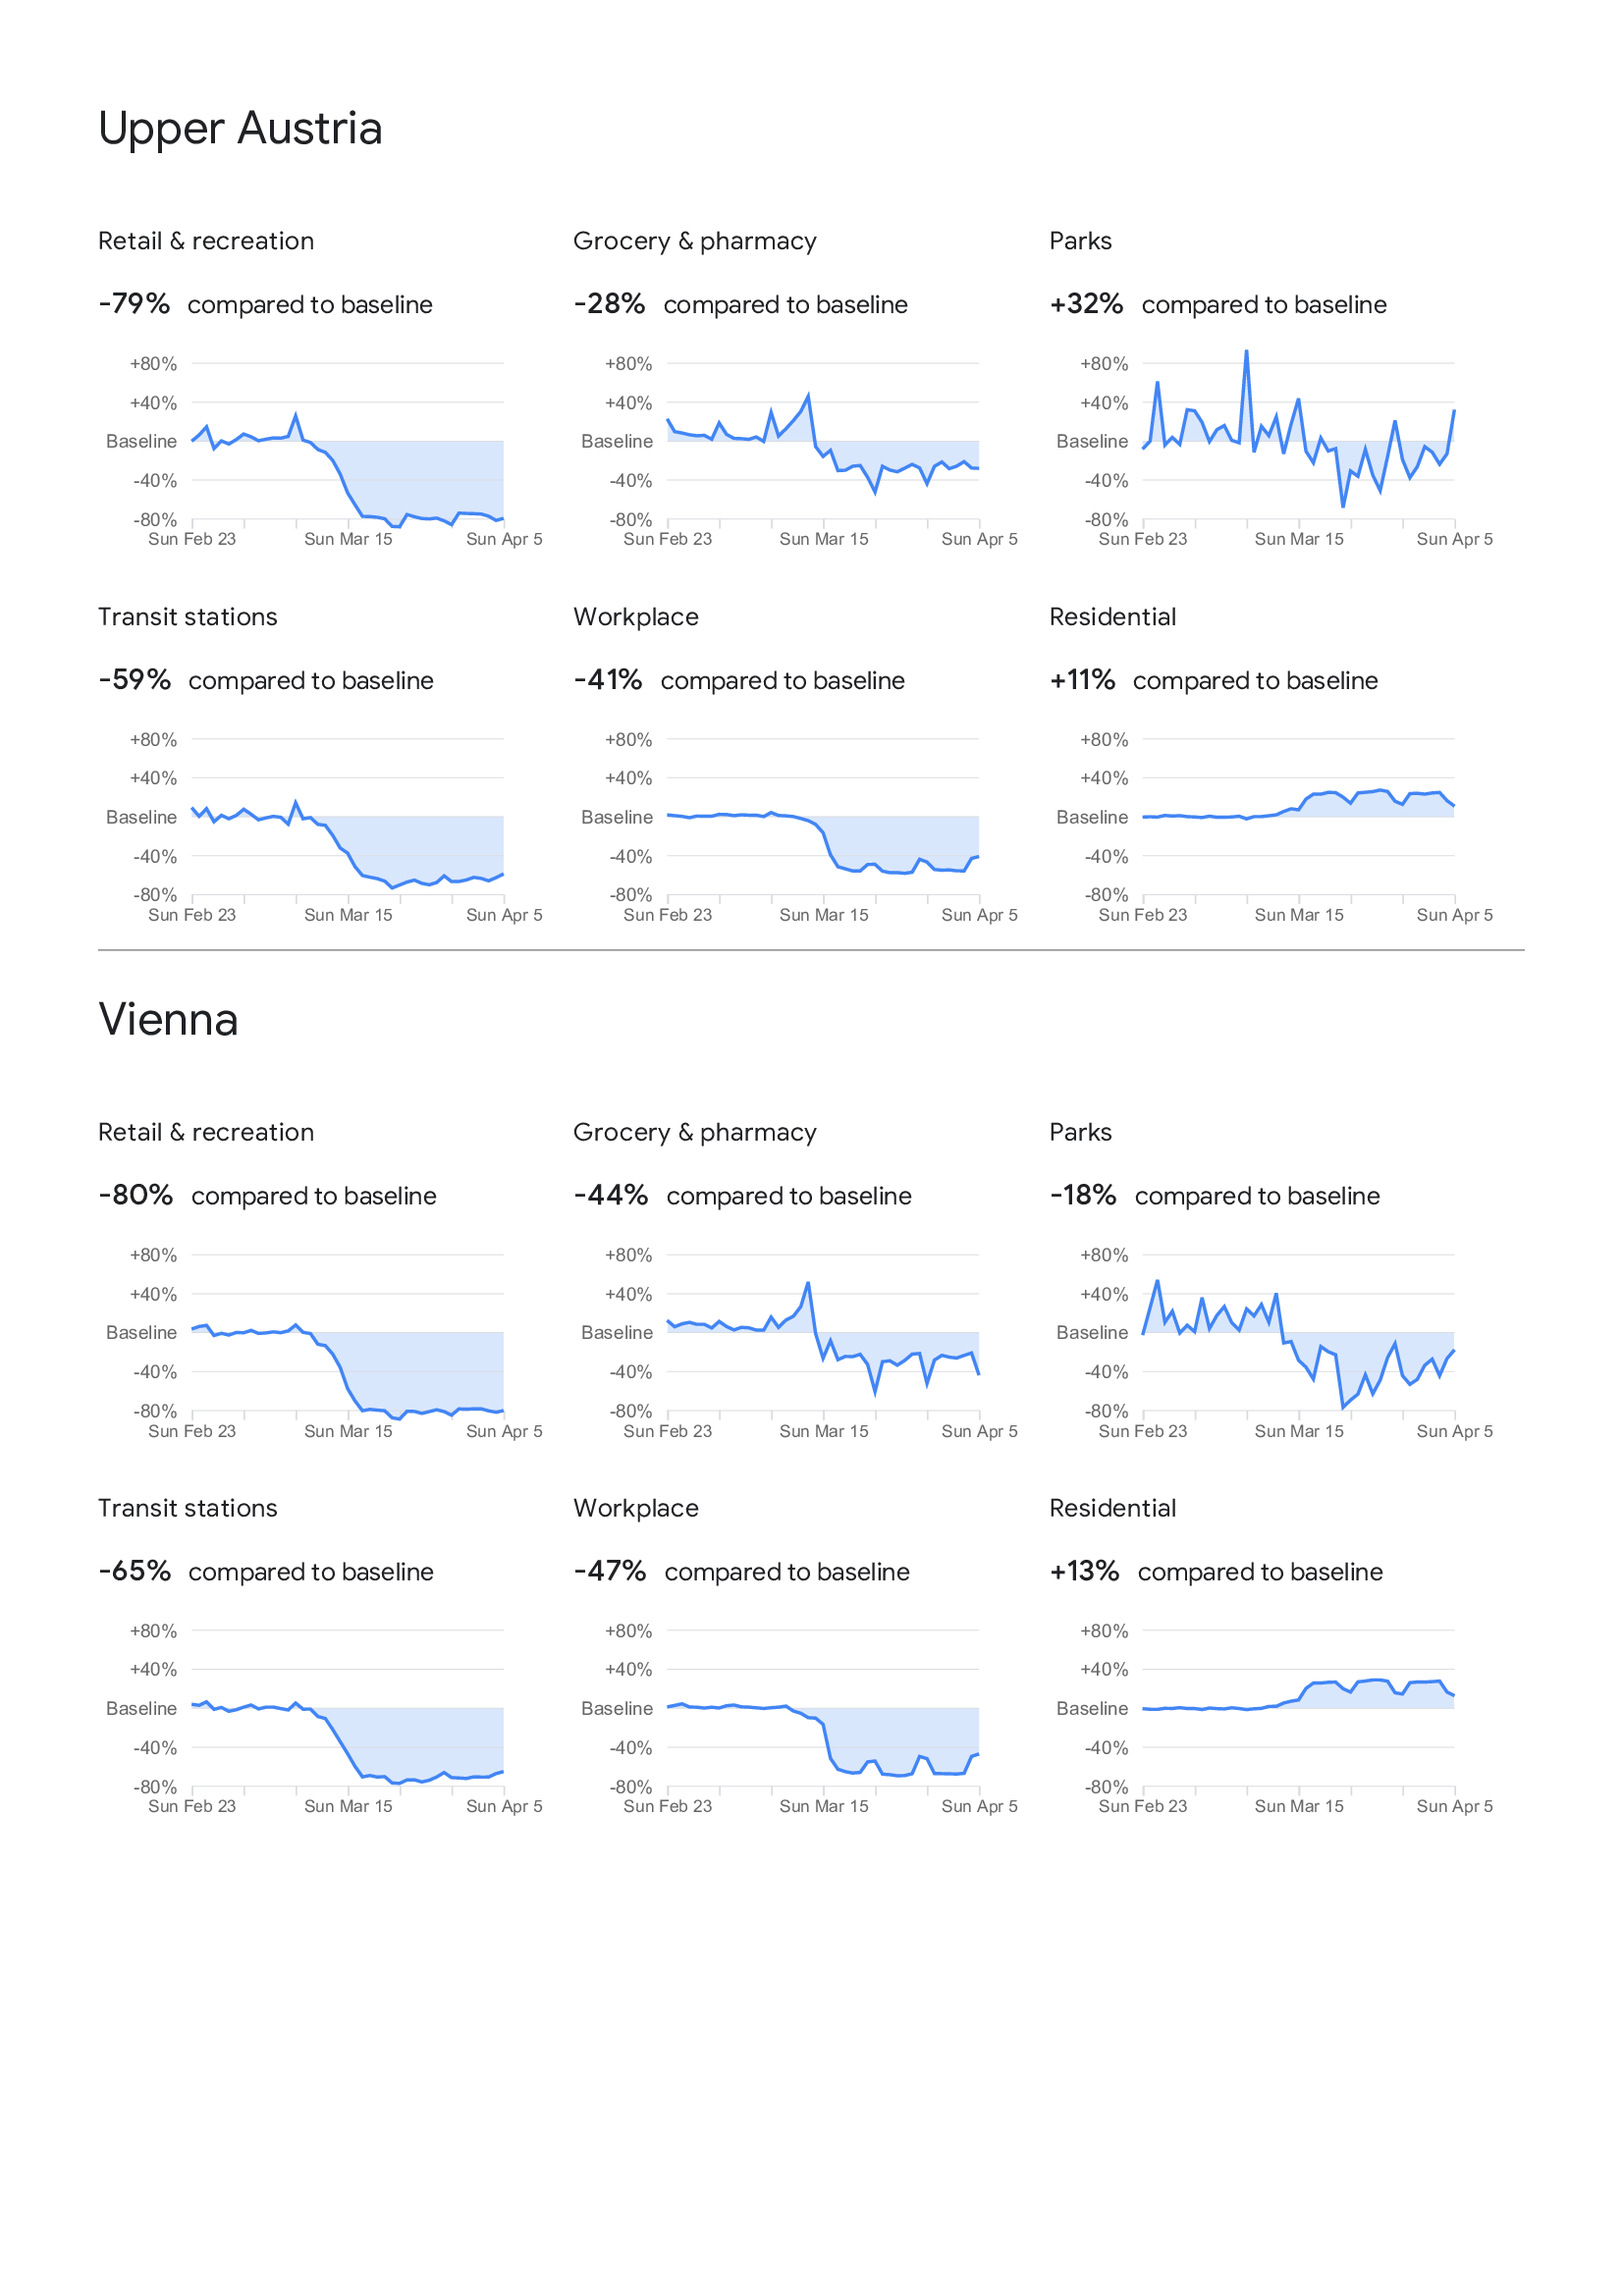 Upper Austria
Retail & recreation
-79% compared to baseline
+80%
+40%
Baseline
-40%
-80%
Sun Feb 23 Sun Mar 15 Sun Apr 5
Grocery & pharmacy
-28% compared to baseline
+80%
+40%
Baseline
-40%
-80%
Sun Feb 23 Sun Mar 15 Sun Apr 5
Parks
+32% compared to baseline
+80%
+40%
Baseline
-40%
-80%
Sun Feb 23 Sun Mar 15 Sun Apr 5
Transit stations
-59% compared to baseline
+80%
+40%
Baseline
-40%
-80%
Sun Feb 23 Sun Mar 15 Sun Apr 5
Workplace
-41% compared to baseline
+80%
+40%
Baseline
-40%
-80%
Sun Feb 23 Sun Mar 15 Sun Apr 5
Residential
+11% compared to baseline
+80%
+40%
Baseline
-40%
-80%
Sun Feb 23 Sun Mar 15 Sun Apr 5
Vienna
Retail & recreation
-80% compared to baseline
+80%
+40%
Baseline
-40%
-80%
Sun Feb 23 Sun Mar 15 Sun Apr 5
Grocery & pharmacy
-44% compared to baseline
+80%
+40%
Baseline
-40%
-80%
Sun Feb 23 Sun Mar 15 Sun Apr 5
Parks
-18% compared to baseline
+80%
+40%
Baseline
-40%
-80%
Sun Feb 23 Sun Mar 15 Sun Apr 5
Transit stations
-65% compared to baseline
+80%
+40%
Baseline
-40%
-80%
Sun Feb 23 Sun Mar 15 Sun Apr 5
Workplace
-47% compared to baseline
+80%
+40%
Baseline
-40%
-80%
Sun Feb 23 Sun Mar 15 Sun Apr 5
Residential
+13% compared to baseline
+80%
+40%
Baseline
-40%
-80%
Sun Feb 23 Sun Mar 15 Sun Apr 5